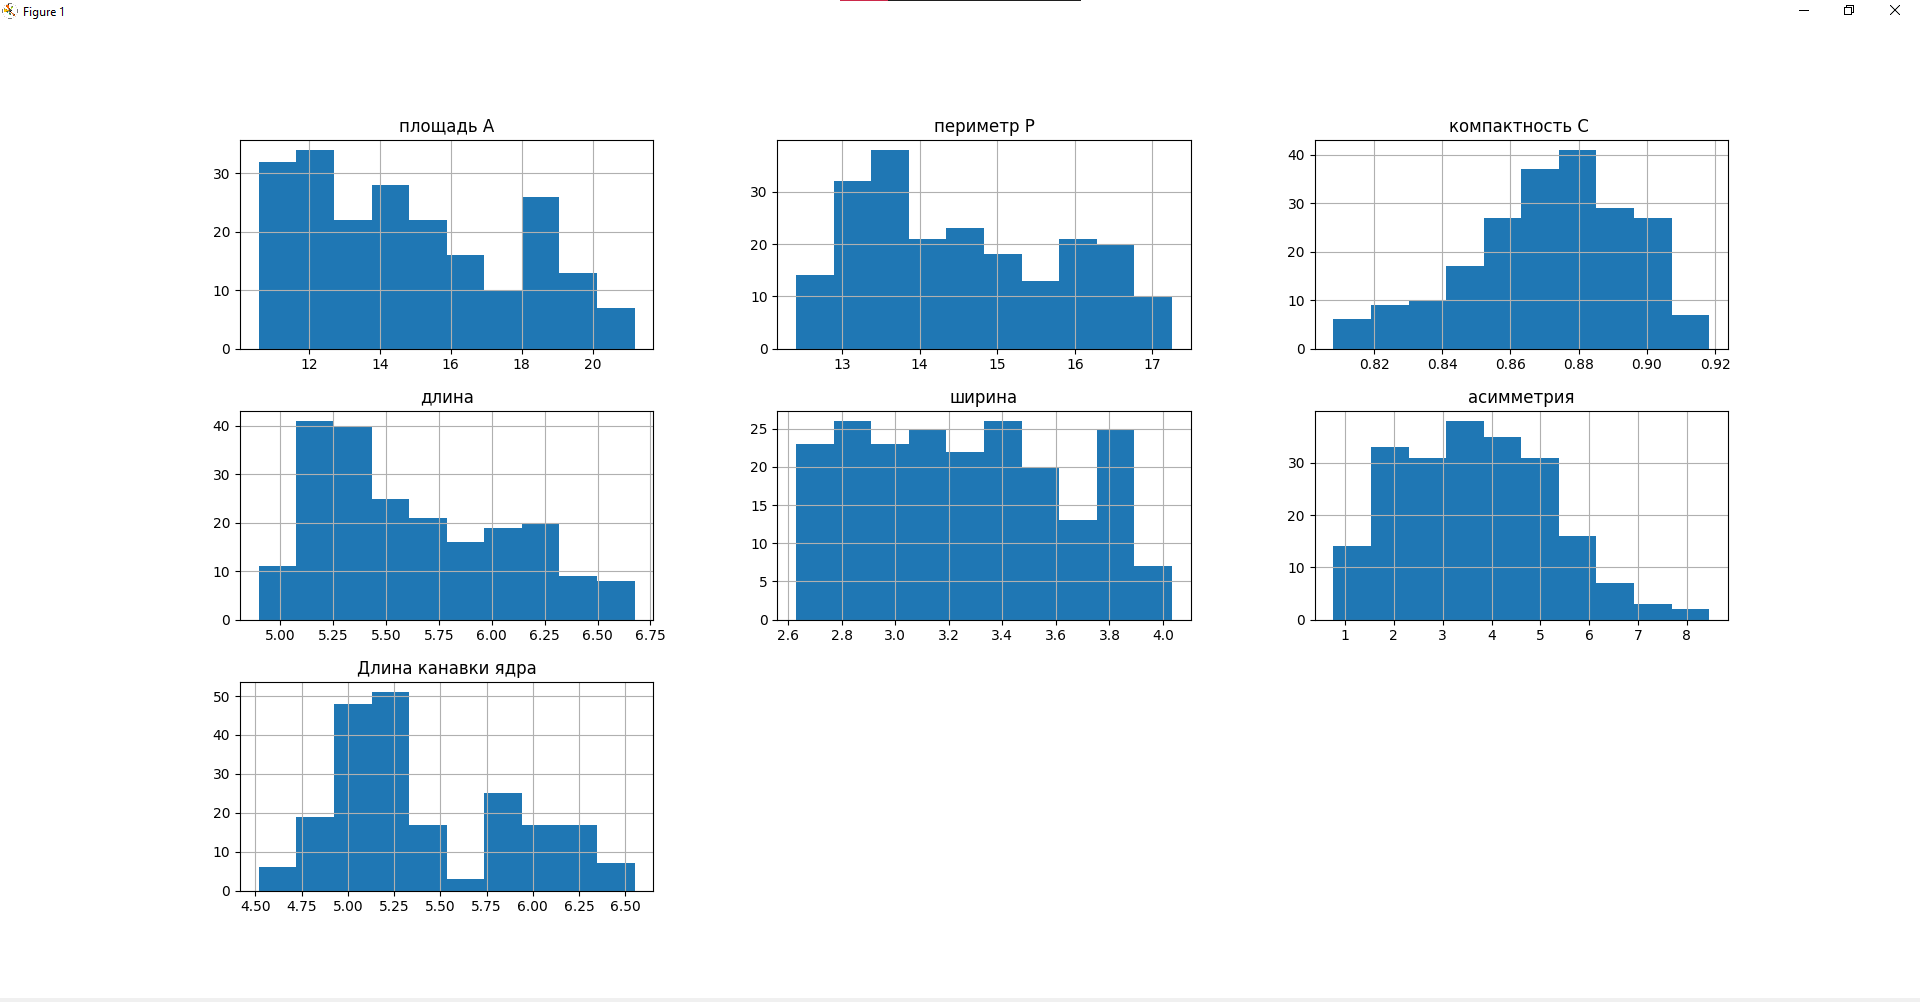 Figure 1
площадь A
30
20
10
0
12 14 16 18 20
периметр P
30
20
10
0
13 14 15 16 17
компактность C
40
30
20
10
0
0.82 0.84 0.86 0.88 0.90 0.92
длина
40
30
20
10
0
5.00 5.25 5.50 5.75 6.00 6.25 6.50 6.75
ширина
25
20
15
10
5
0
2.6 2.8 3.0 3.2 3.4 3.6 3.8 4.0
асимметрия
30
20
10
0
1 2 3 4 5 6 7 8
Длина канавки ядра
50
40
30
20
10
0
4.50 4.75 5.00 5.25 5.50 5.75 6.00 6.25 6.50